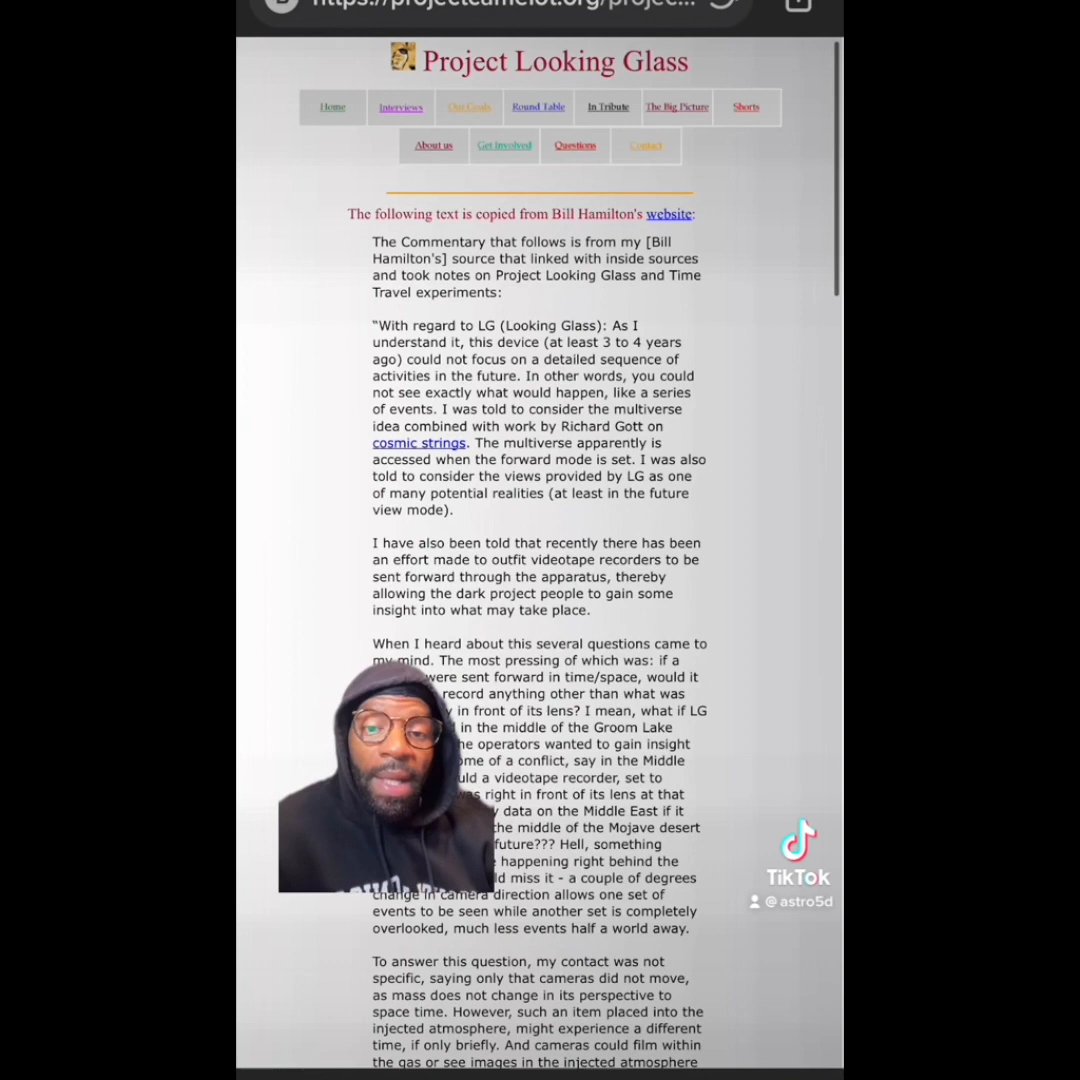 https://projectcamelot.org/projec...
Project Looking Glass
Home Interviews Our Goals Round Table In Tribute The Big Picture Shorts
About us Get Involved Questions Contact
The following text is copied from Bill Hamilton's website:
The Commentary that follows is from my [Bill
Hamilton's] source that linked with inside sources
and took notes on Project Looking Glass and Time
Travel experiments:
"With regard to LG (Looking Glass): As I
understand it, this device (at least 3 to 4 years
ago) could not focus on a detailed sequence of
activities in the future. In other words, you could
not see exactly what would happen, like a series
of events. I was told to consider the multiverse
idea combined with work by Richard Gott on
cosmic strings. The multiverse apparently is
accessed when the forward mode is set. I was also
told to consider the views provided by LG as one
of many potential realities (at least in the future
view mode).
I have also been told that recently there has been
an effort made to outfit videotape recorders to be
sent forward through the apparatus, thereby
allowing the dark project people to gain some
insight into what may take place.
When I heard about this several questions came to
my mind. The most pressing of which was: if a
were sent forward in time/space, would it
record anything other than what was
in front of its lens? I mean, what if LG
in the middle of the Groom Lake
operators wanted to gain insight
of a conflict, say in the Middle
a videotape recorder, set to
right in front of its lens at that
data on the Middle East if it
the middle of the Mojave desert
future??? Hell, something
happening right behind the
miss it - a couple of degrees
change in camera direction allows one set of
events to be seen while another set is completely
overlooked, much less events half a world away.
To answer this question, my contact was not
specific, saying only that cameras did not move,
as mass does not change in its perspective to
space time. However, such an item placed into the
injected atmosphere, might experience a different
time, if only briefly. And cameras could film within
the gas or see images in the injected atmosphere
TikTok
@astro5d